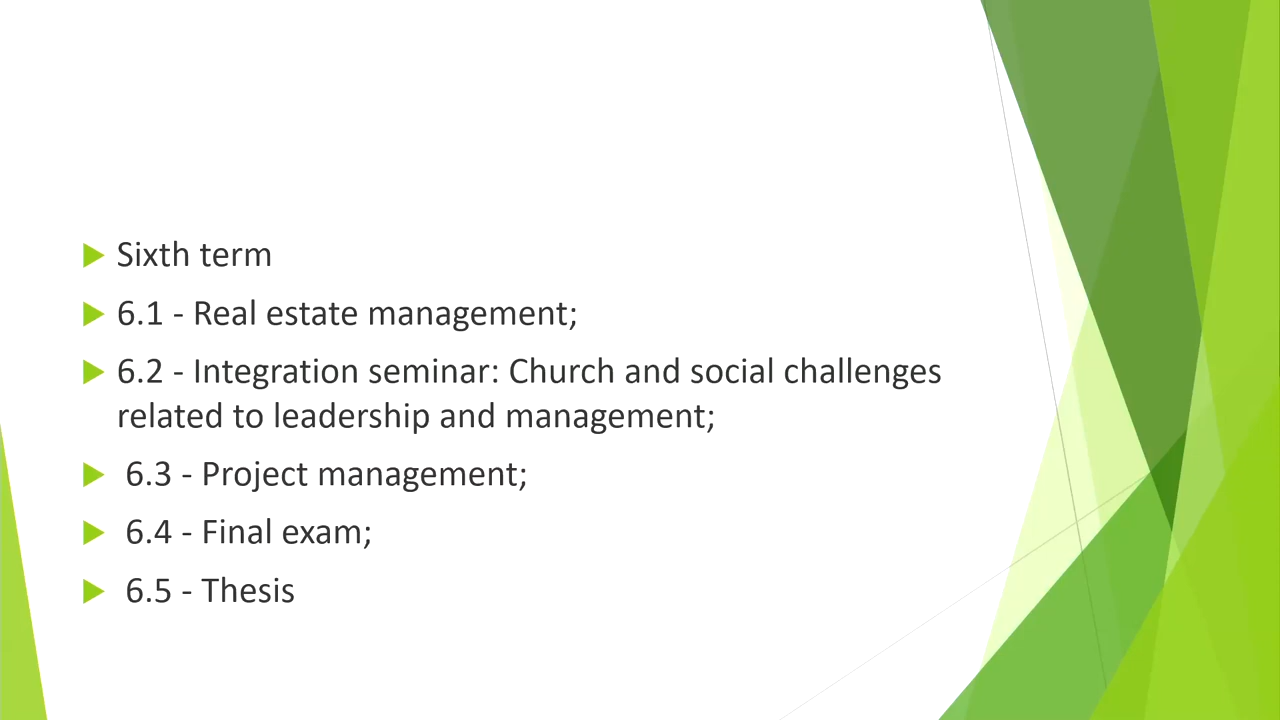 Sixth term
6.1 - Real estate management;
6.2 - Integration seminar: Church and social challenges
related to leadership and management;
6.3 - Project management;
6.4 - Final exam;
6.5 - Thesis